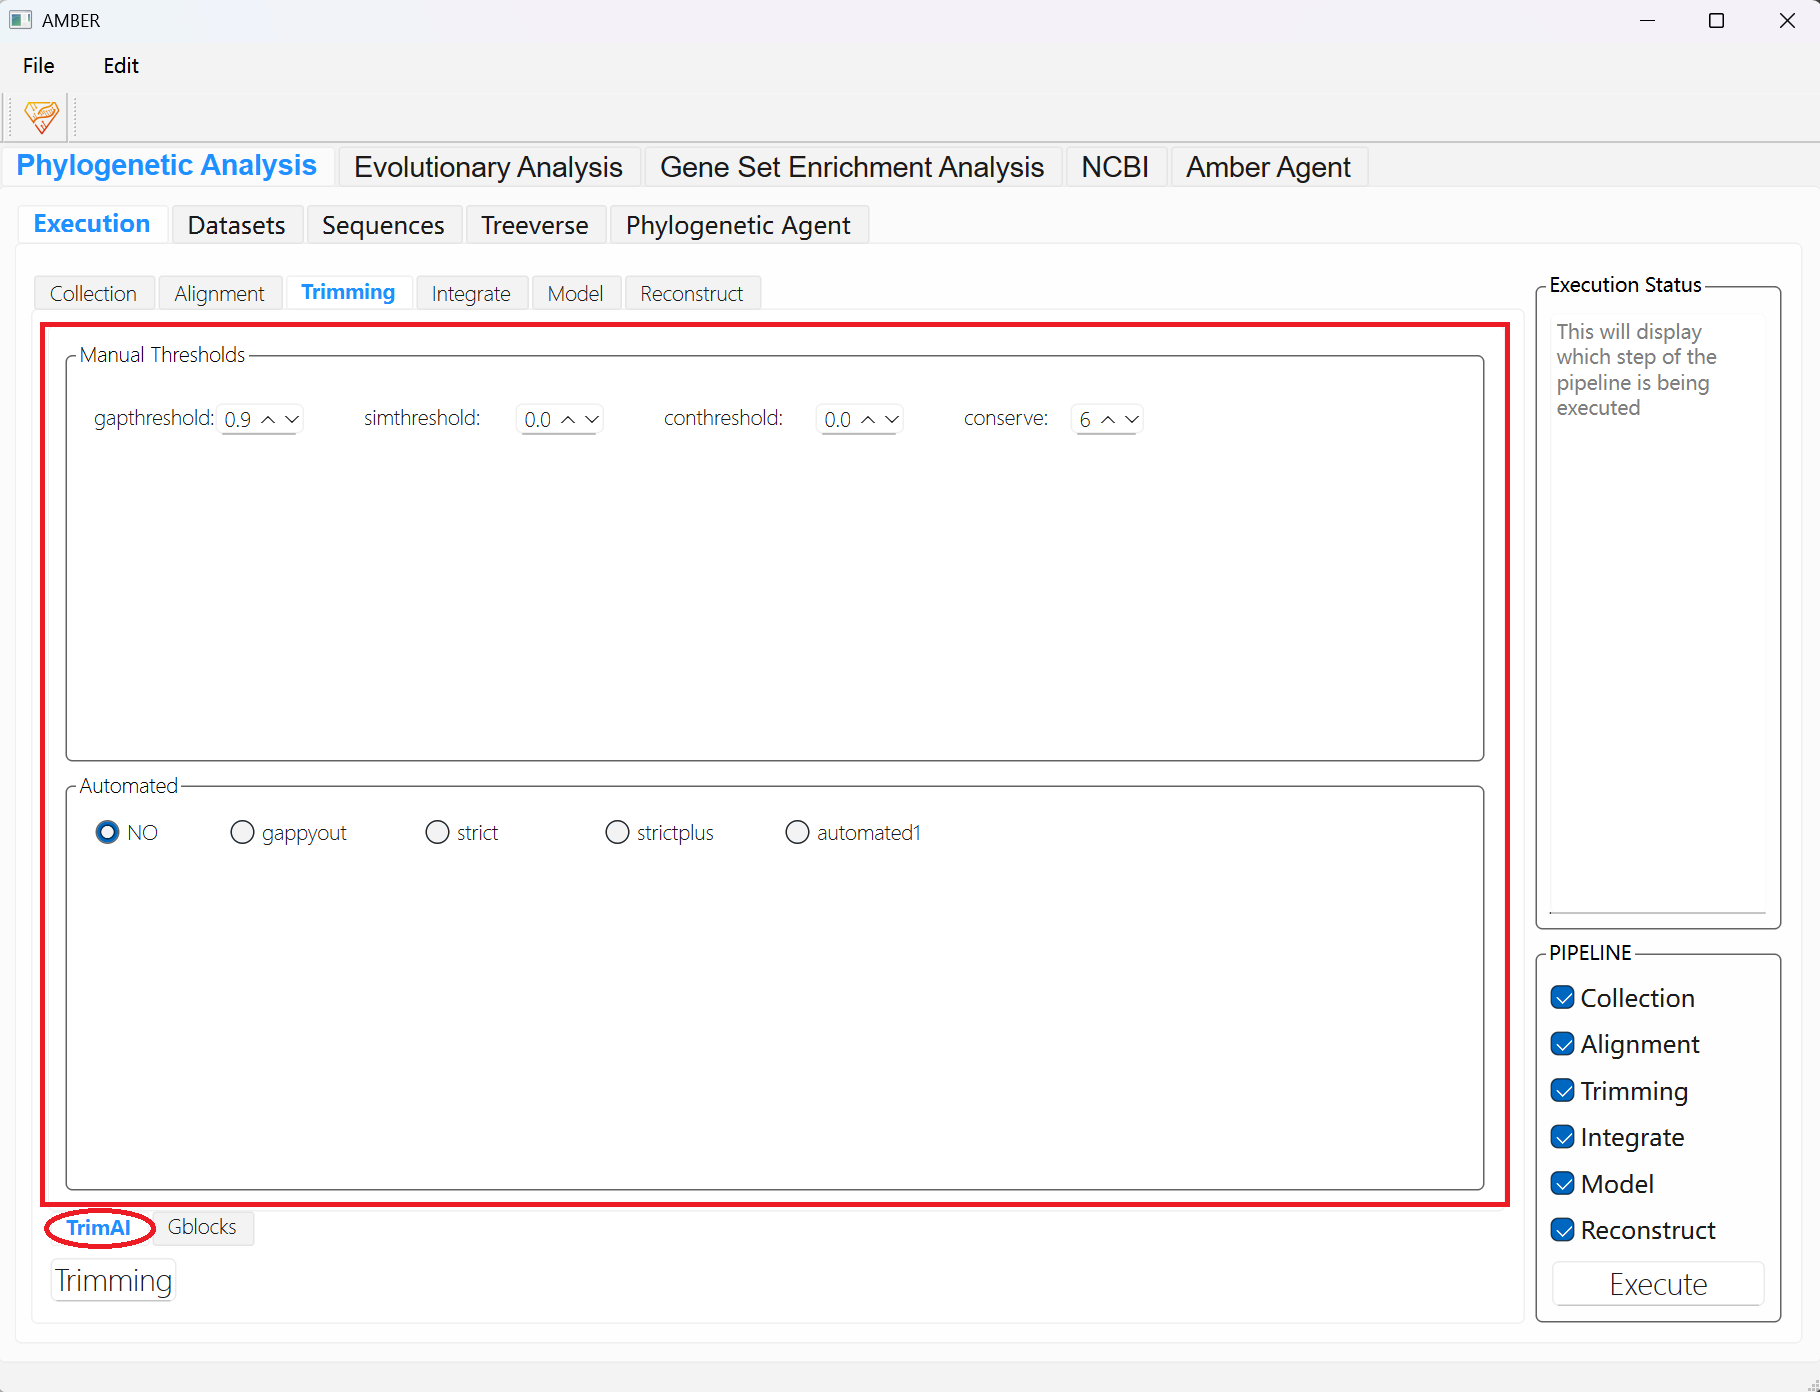 AMBER
File Edit
Phylogenetic Analysis Evolutionary Analysis Gene Set Enrichment Analysis NCBI Amber Agent
Execution Datasets Sequences Treeverse Phylogenetic Agent
Collection Alignment Trimming Integrate Model Reconstruct
Manual Thresholds
gapthreshold: 0.9 simthreshold: 0.0 conthreshold: 0.0 conserve: 6
Automated
NO gappyout strict strictplus automated1
TrimAl Gblocks
Trimming
Execution Status
This will display
which step of the
pipeline is being
executed
PIPELINE
Collection
Alignment
Trimming
Integrate
Model
Reconstruct
Execute